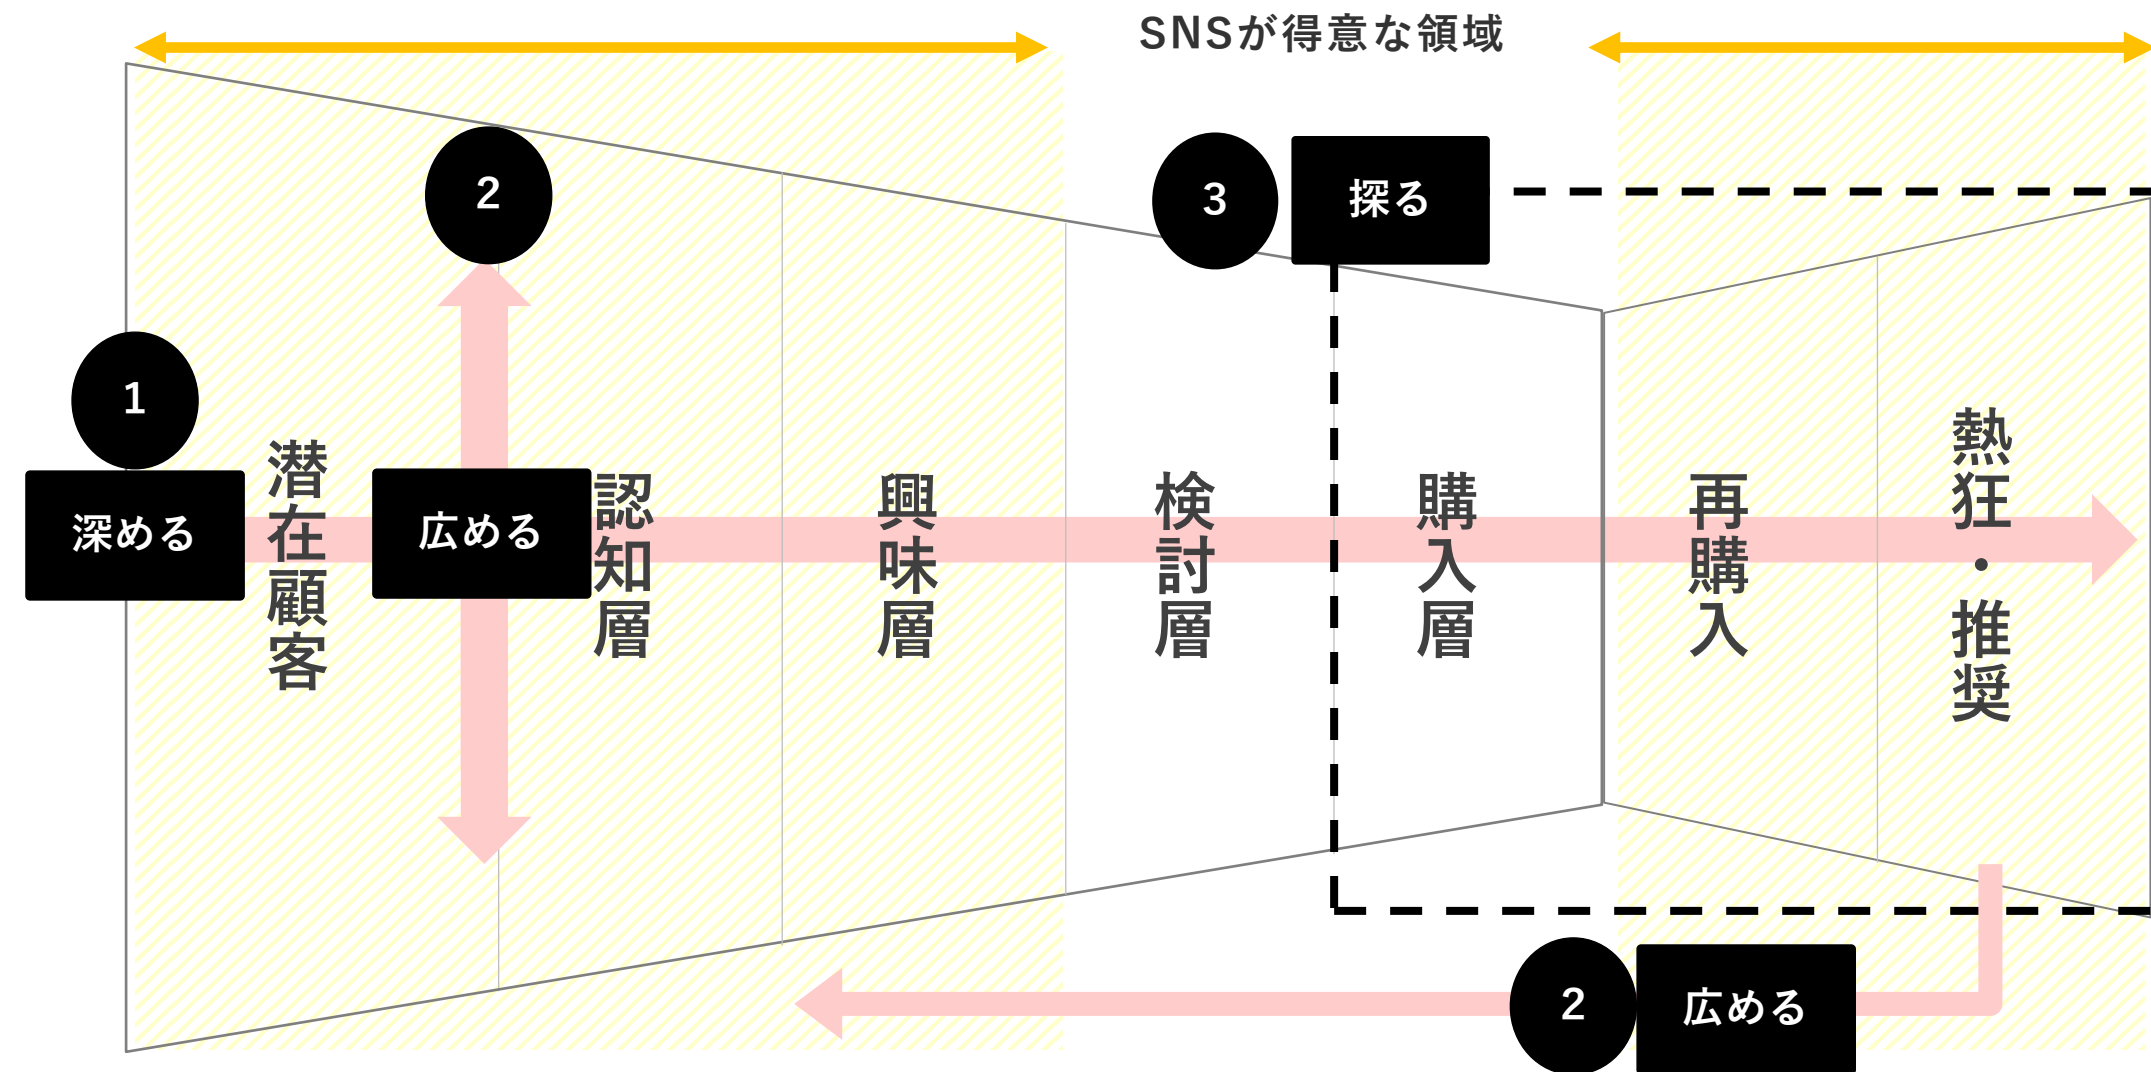 SNSが得意な領域
2
3
探る
1
深める
広める
潜在顧客
認知層
興味層
検討層
購入層
再購入
熱狂・推奨
2
広める